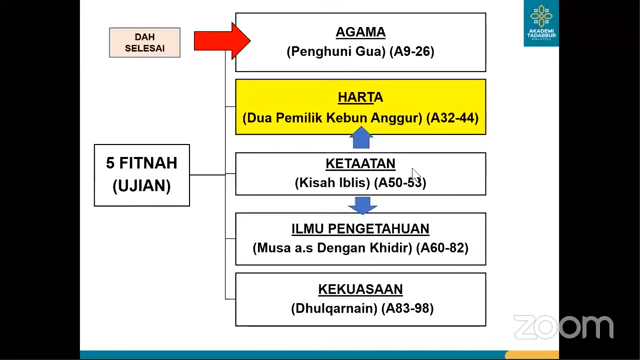 DAH
SELESAI
AGAMA
(Penghuni Gua) (A9-26)
HARTA
(Dua Pemilik Kebun Anggur) (A32-44)
5 FITNAH
(UJIAN)
KETAATAN
(Kisah Iblis) (A50-53)
ILMU PENGETAHUAN
(Musa a.s Dengan Khidir) (A60-82)
KEKUASAAN
(Dhulqarnain) (A83-98)
AKADEMI
TADABBUR
zoom